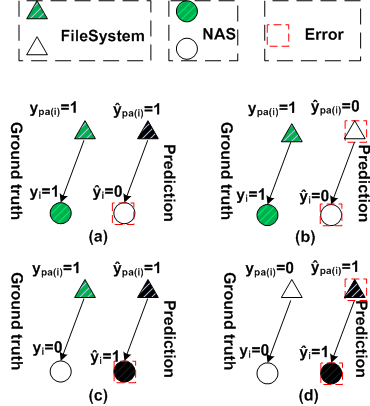 FileSystem
NAS
Error
y_pa(i)=1
ŷ_pa(i)=1
Ground truth
Prediction
y_i=1
ŷ_i=0
(a)
y_pa(i)=1
ŷ_pa(i)=0
Ground truth
Prediction
y_i=1
ŷ_i=0
(b)
y_pa(i)=1
ŷ_pa(i)=1
Ground truth
Prediction
y_i=0
ŷ_i=1
(c)
y_pa(i)=0
ŷ_pa(i)=1
Ground truth
Prediction
y_i=0
ŷ_i=1
(d)